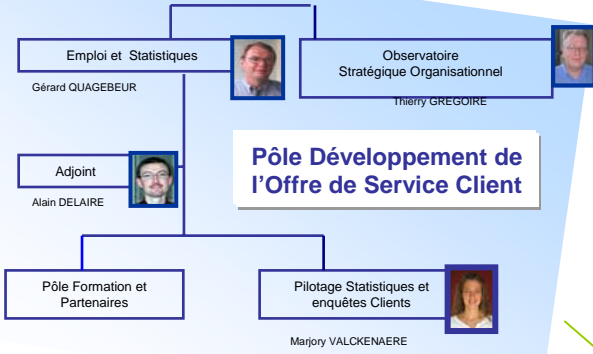 Emploi et Statistiques
Observatoire
Stratégique Organisationnel
Gérard QUAGEBEUR
Thierry GREGOIRE
Pôle Développement de
l'Offre de Service Client
Adjoint
Alain DELAIRE
Pôle Formation et
Partenaires
Pilotage Statistiques et
enquêtes Clients
Marjory VALCKENAERE